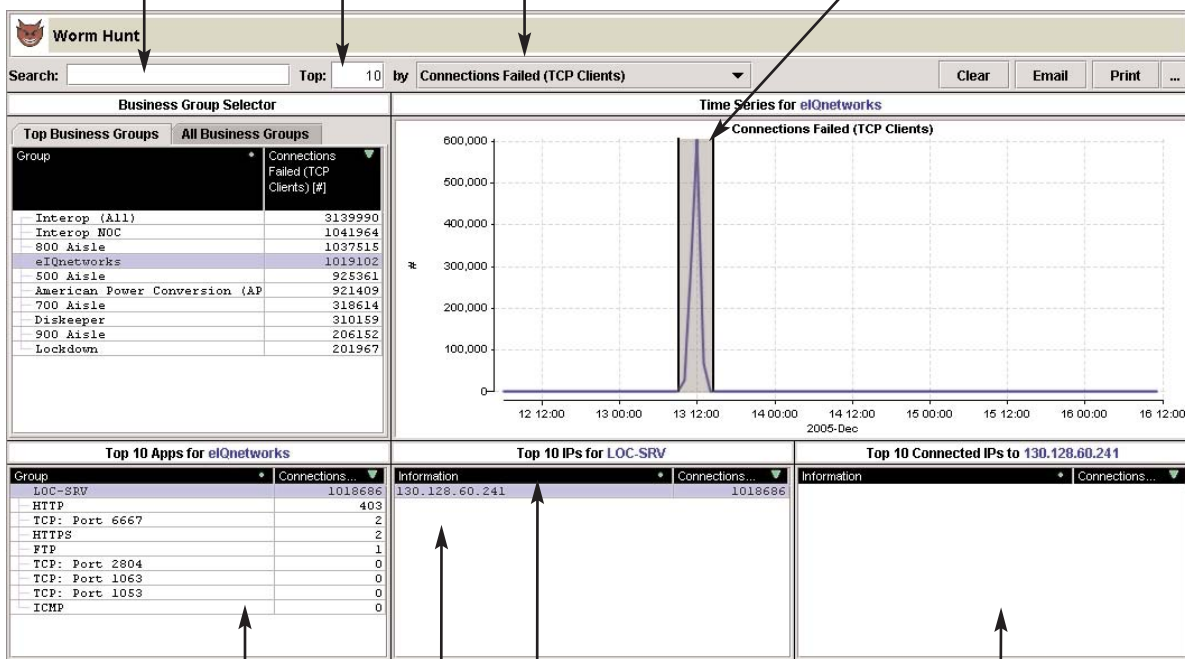 Worm Hunt
Search: Top: 10 by Connections Failed (TCP Clients) Clear Email Print ...
Business Group Selector
Top Business Groups All Business Groups
Group Connections Failed (TCP Clients) [#]
Interop (All) 3139990
Interop NOC 1041964
800 Aisle 1037515
eIQnetworks 1019102
500 Aisle 925361
American Power Conversion (AP 921409
700 Aisle 318614
Diskeeper 310159
900 Aisle 206152
Lockdown 201967
Time Series for eIQnetworks
Connections Failed (TCP Clients)
600,000
500,000
400,000
#
300,000
200,000
100,000
0
12 12:00 13 00:00 13 12:00 14 00:00 14 12:00 15 00:00 15 12:00 16 00:00 16 12:00
2005-Dec
Top 10 Apps for eIQnetworks
Group Connections...
LOC-SRV 1018686
HTTP 403
TCP: Port 6667 2
HTTPS 2
FTP 1
TCP: Port 2804 0
TCP: Port 1063 0
TCP: Port 1053 0
ICMP 0
Top 10 IPs for LOC-SRV
Information Connections...
130.128.60.241 1018686
Top 10 Connected IPs to 130.128.60.241
Information Connections...